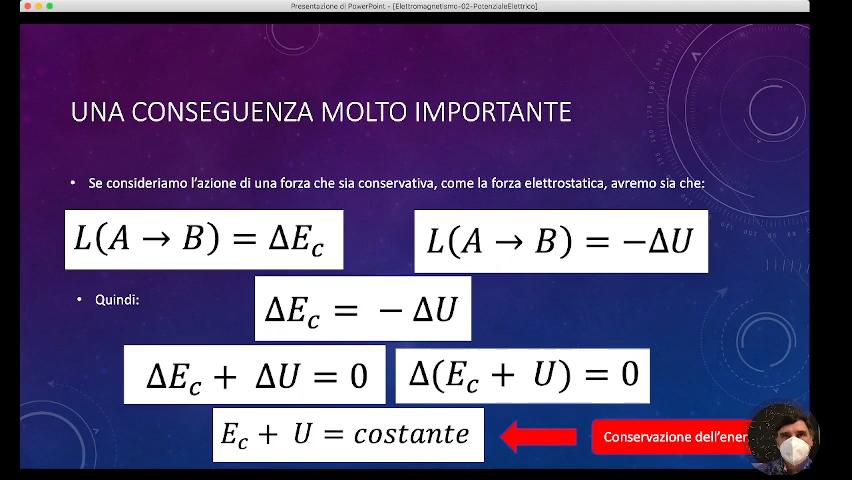 Presentazione di PowerPoint - [Elettromagnetismo-02-PotenzialeElettrico]
UNA CONSEGUENZA MOLTO IMPORTANTE
• Se consideriamo l'azione di una forza che sia conservativa, come la forza elettrostatica, avremo sia che:
L(A → B) = ΔE_c
L(A → B) = −ΔU
• Quindi:
ΔE_c = − ΔU
ΔE_c + ΔU = 0
Δ(E_c + U) = 0
E_c + U = costante
Conservazione dell'ener